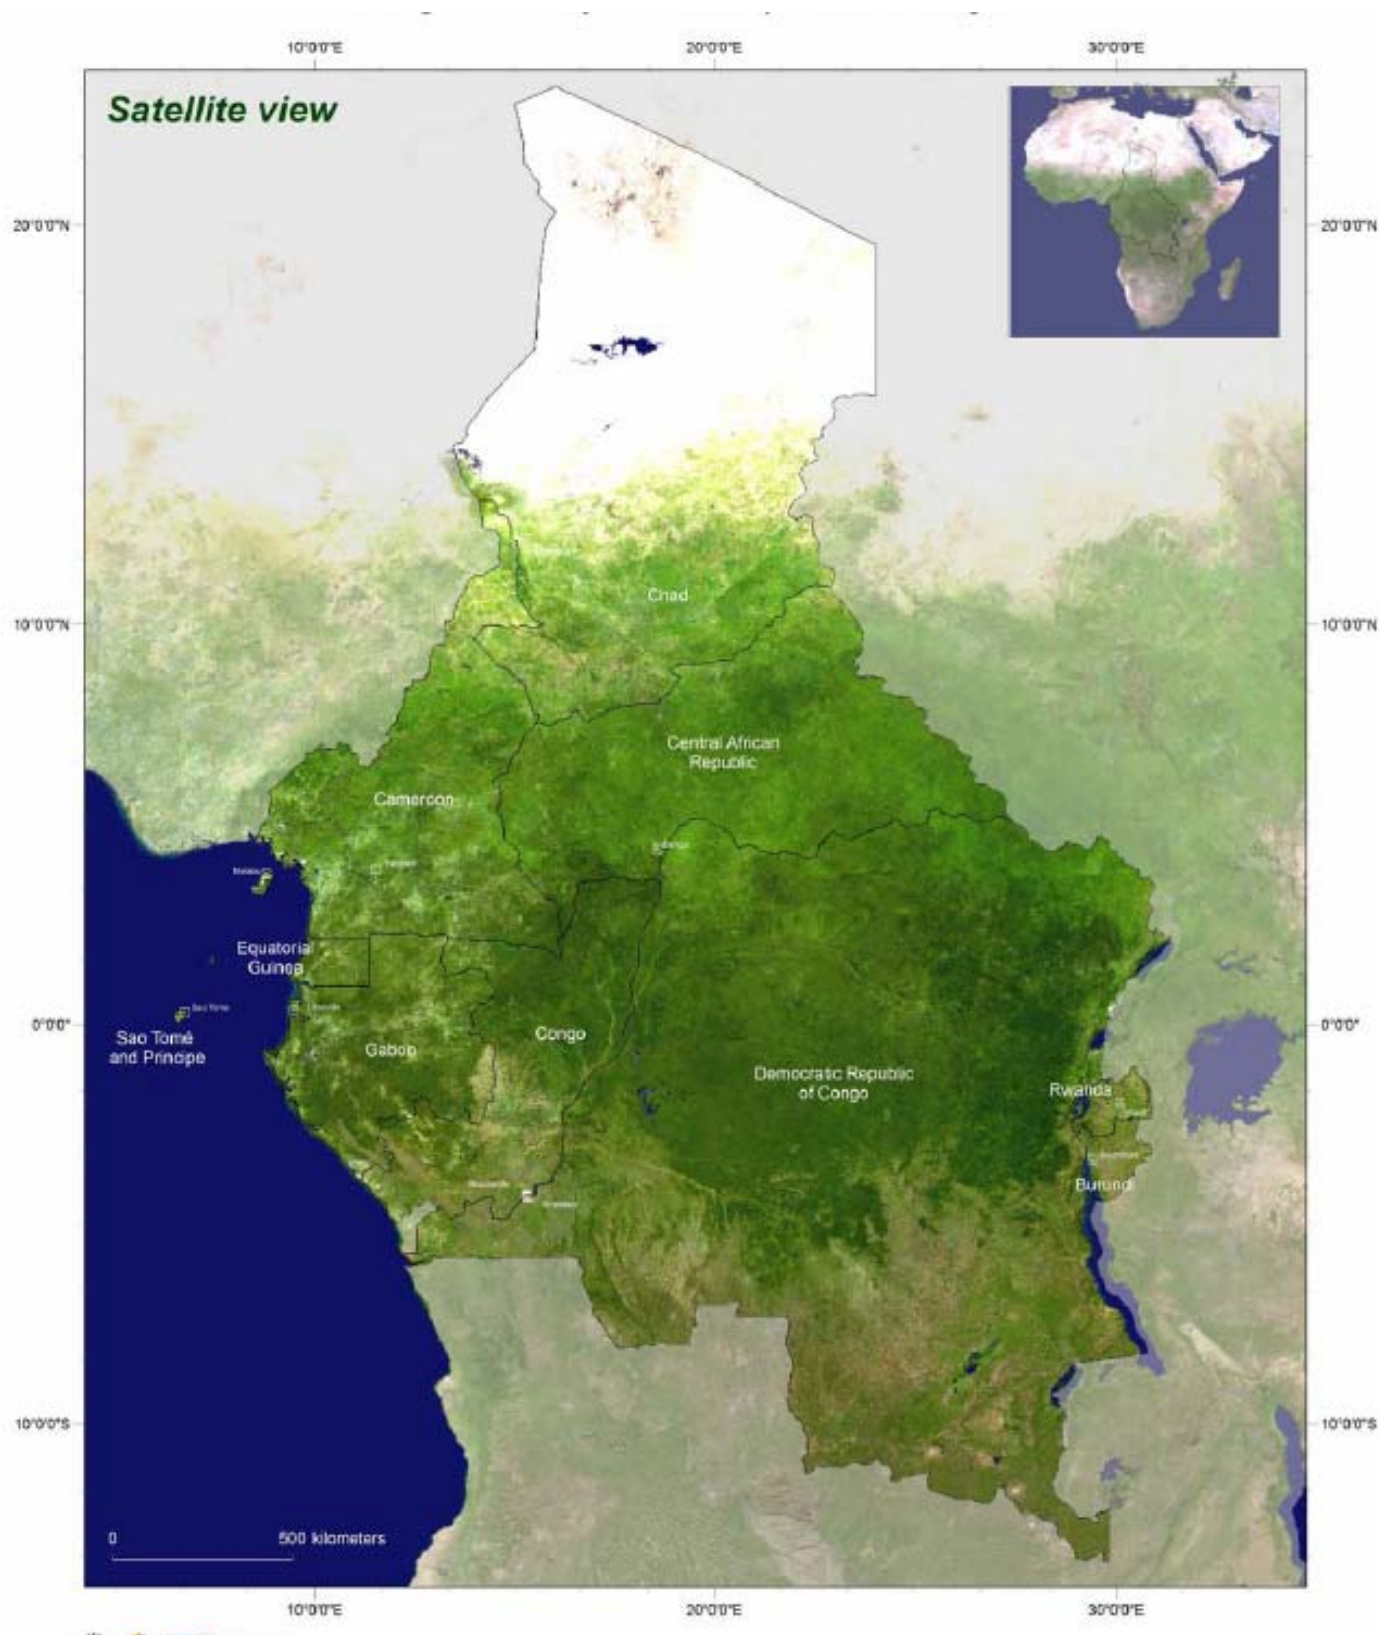 10°0'0"E
20°0'0"E
30°0'0"E
Satellite view
20°0'0"N
20°0'0"N
10°0'0"N
10°0'0"N
Chad
Central African
Republic
Cameroon
Equatorial
Guinea
Sao Tome
0°0'0"
0°0'0"
Sao Tomé
and Principe
Gabon
Congo
Democratic Republic
of Congo
Rwanda
Burundi
10°0'0"S
10°0'0"S
0
500 kilometers
10°0'0"E
20°0'0"E
30°0'0"E